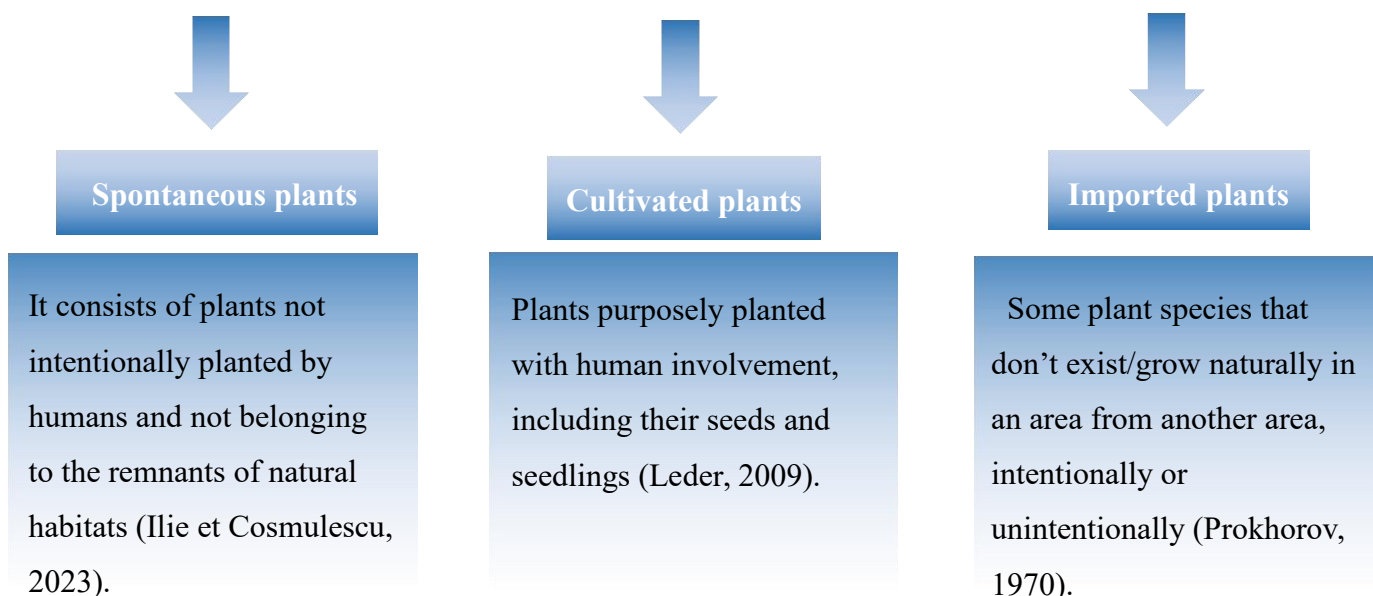 Spontaneous plants
It consists of plants not
intentionally planted by
humans and not belonging
to the remnants of natural
habitats (Ilie et Cosmulescu,
2023).
Cultivated plants
Plants purposely planted
with human involvement,
including their seeds and
seedlings (Leder, 2009).
Imported plants
Some plant species that
don’t exist/grow naturally in
an area from another area,
intentionally or
unintentionally (Prokhorov,
1970).